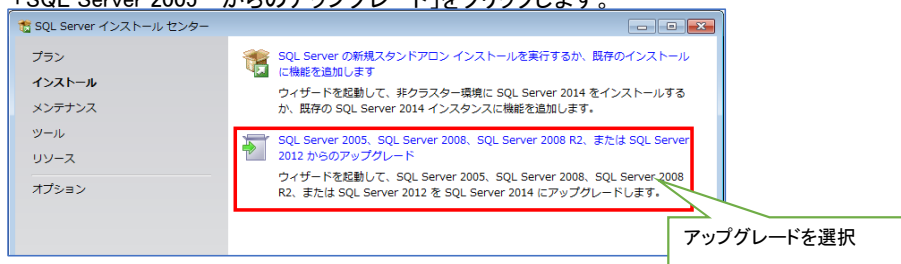 「SQL Server 2005 からのアップグレード」をクリックします。
SQL Server インストール センター
プラン
インストール
メンテナンス
ツール
リソース
オプション
SQL Server の新規スタンドアロン インストールを実行するか、既存のインストール
に機能を追加します
ウィザードを起動して、非クラスター環境に SQL Server 2014 をインストールする
か、既存の SQL Server 2014 インスタンスに機能を追加します。
SQL Server 2005、SQL Server 2008、SQL Server 2008 R2、または SQL Server
2012 からのアップグレード
ウィザードを起動して、SQL Server 2005、SQL Server 2008、SQL Server 2008
R2、または SQL Server 2012 を SQL Server 2014 にアップグレードします。
アップグレードを選択